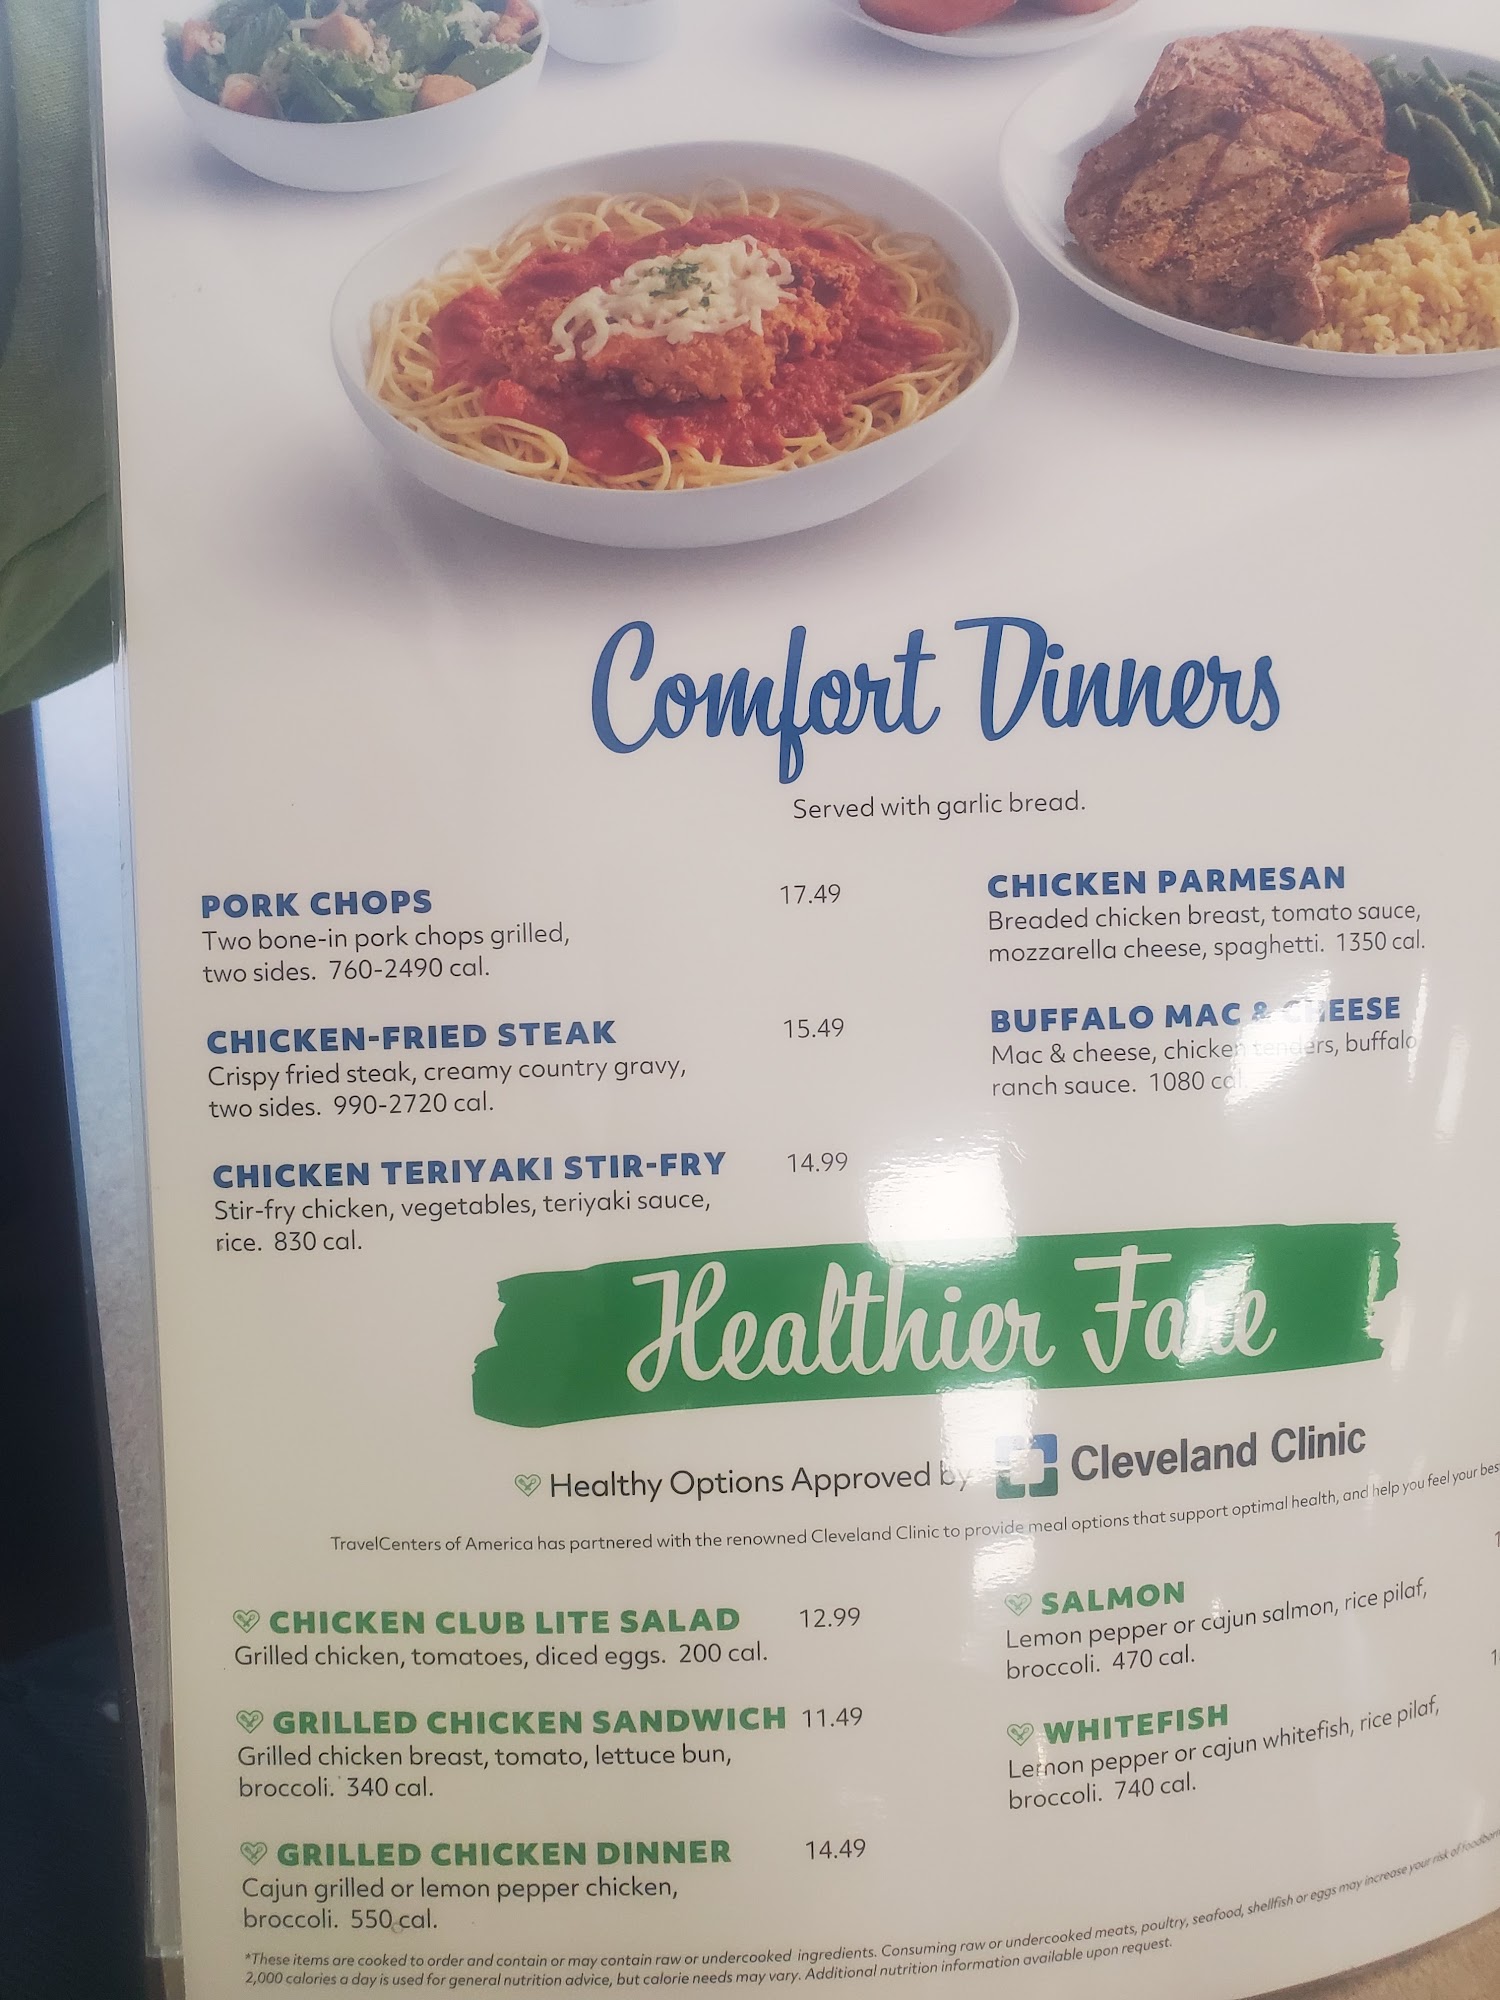 Comfort Dinners
Served with garlic bread.
PORK CHOPS 17.49
Two bone-in pork chops grilled,
two sides. 760-2490 cal.
CHICKEN-FRIED STEAK 15.49
Crispy fried steak, creamy country gravy,
two sides. 990-2720 cal.
CHICKEN TERIYAKI STIR-FRY 14.99
Stir-fry chicken, vegetables, teriyaki sauce,
rice. 830 cal.
CHICKEN PARMESAN
Breaded chicken breast, tomato sauce,
mozzarella cheese, spaghetti. 1350 cal.
BUFFALO MAC & CHEESE
Mac & cheese, chicken tenders, buffalo
ranch sauce. 1080 cal.
Healthier Fare
Healthy Options Approved by Cleveland Clinic
TravelCenters of America has partnered with the renowned Cleveland Clinic to provide meal options that support optimal health, and help you feel your
CHICKEN CLUB LITE SALAD 12.99
Grilled chicken, tomatoes, diced eggs. 200 cal.
GRILLED CHICKEN SANDWICH 11.49
Grilled chicken breast, tomato, lettuce bun,
broccoli. 340 cal.
GRILLED CHICKEN DINNER 14.49
Cajun grilled or lemon pepper chicken,
broccoli. 550 cal.
SALMON
Lemon pepper or cajun salmon, rice pilaf,
broccoli. 470 cal.
WHITEFISH
Lemon pepper or cajun whitefish, rice pilaf,
broccoli. 740 cal.
*These items are cooked to order and contain or may contain raw or undercooked ingredients. Consuming raw or undercooked meats, poultry, seafood, shellfish or eggs may increase your risk of
2,000 calories a day is used for general nutrition advice, but calorie needs may vary. Additional nutrition information available upon request.